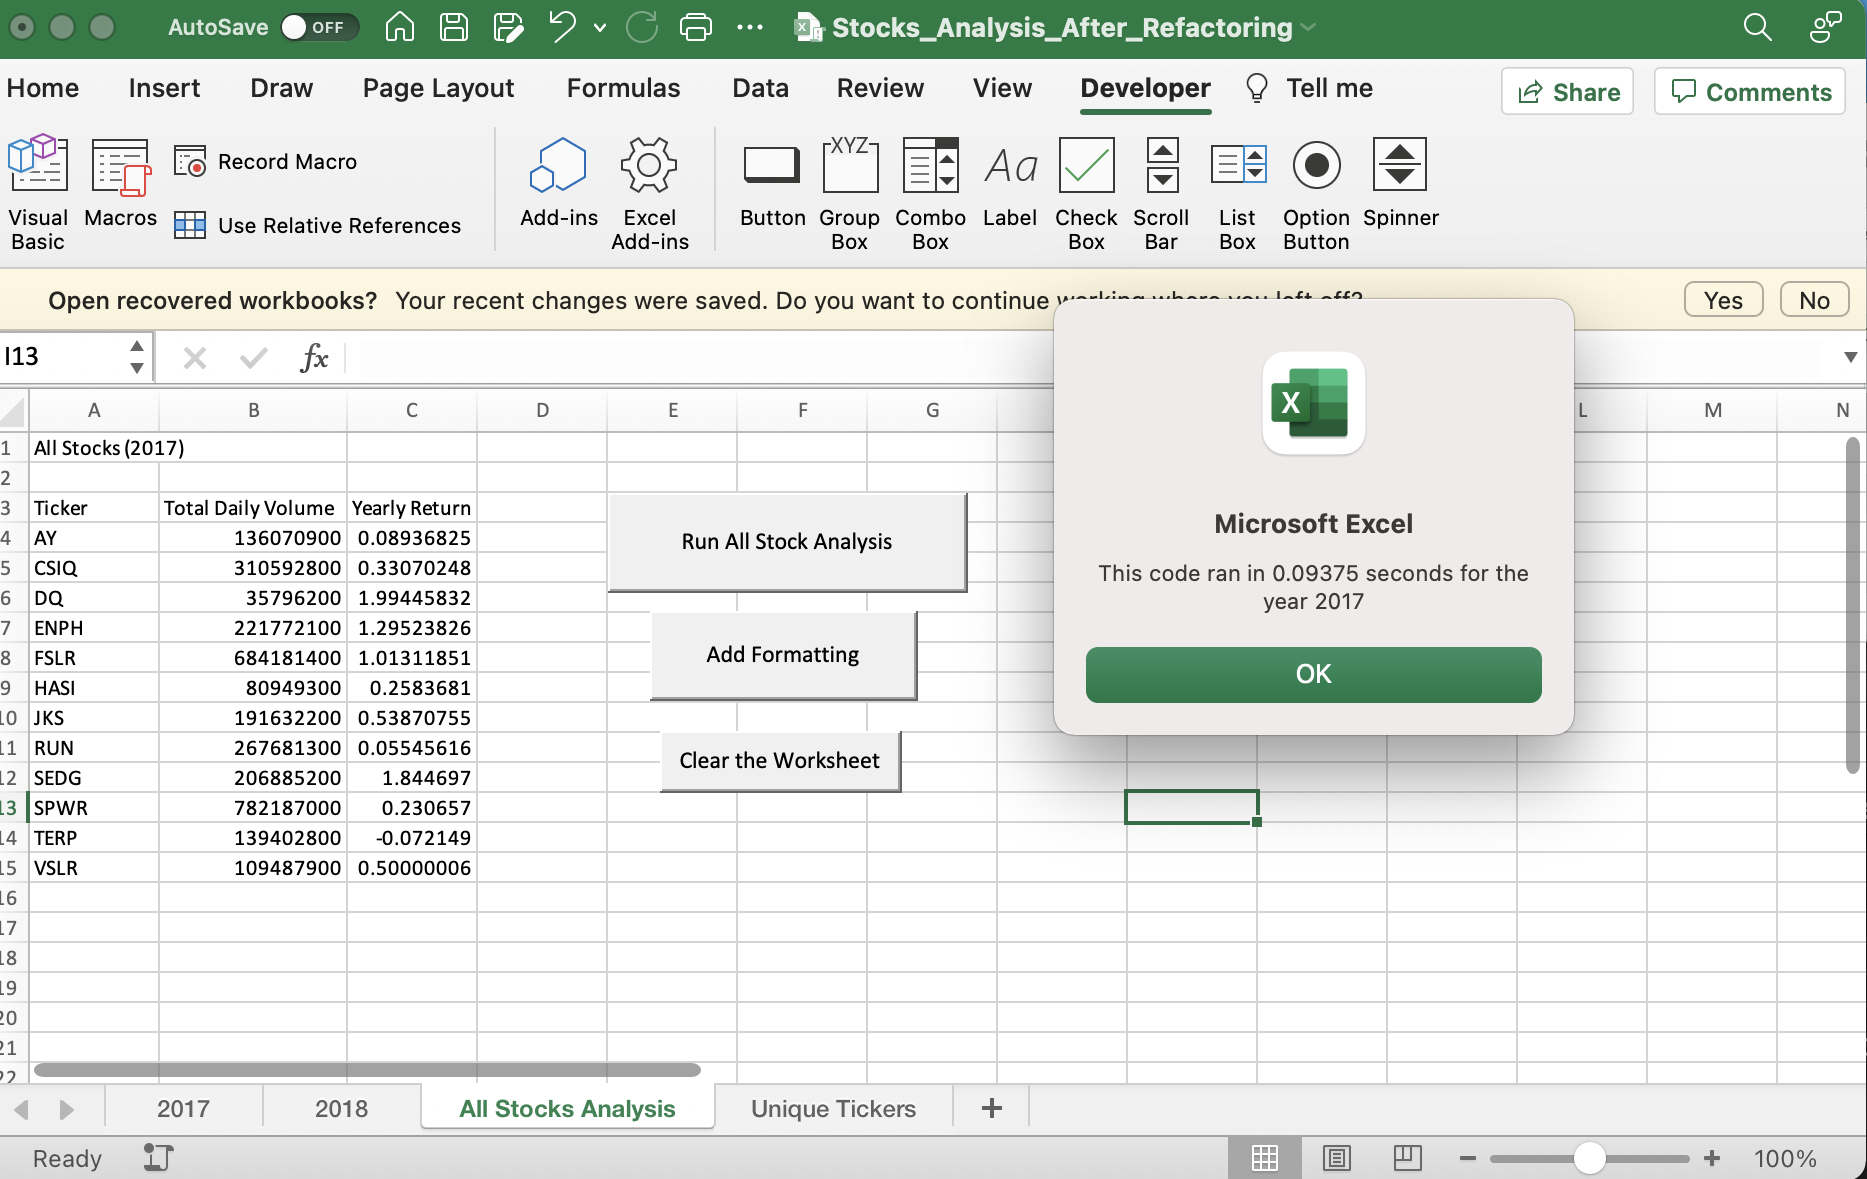 AutoSave OFF Stocks_Analysis_After_Refactoring
Home Insert Draw Page Layout Formulas Data Review View Developer Tell me Share Comments
Visual Basic
Macros
Record Macro
Use Relative References
Add-ins
Excel Add-ins
XYZ
Aa
Button
Group Box
Combo Box
Label
Check Box
Scroll Bar
List Box
Option Button
Spinner
Open recovered workbooks? Your recent changes were saved. Do you want to continue working where you left off? Yes No
I13 fx
A B C D E F G L M N
1 All Stocks (2017)
2
3 Ticker Total Daily Volume Yearly Return
4 AY 136070900 0.08936825
5 CSIQ 310592800 0.33070248
6 DQ 35796200 1.99445832
7 ENPH 221772100 1.29523826
8 FSLR 684181400 1.01311851
9 HASI 80949300 0.2583681
10 JKS 191632200 0.53870755
11 RUN 267681300 0.05545616
12 SEDG 206885200 1.844697
13 SPWR 782187000 0.230657
14 TERP 139402800 -0.072149
15 VSLR 109487900 0.50000006
16
17
18
19
20
21
22
Run All Stock Analysis
Add Formatting
Clear the Worksheet
X
Microsoft Excel
This code ran in 0.09375 seconds for the
year 2017
OK
2017 2018 All Stocks Analysis Unique Tickers +
Ready 100%